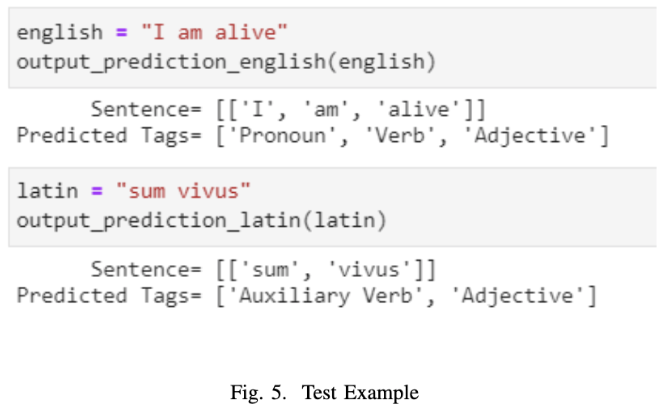 english = "I am alive"
output_prediction_english(english)
Sentence= [['I', 'am', 'alive']]
Predicted Tags= ['Pronoun', 'Verb', 'Adjective']
latin = "sum vivus"
output_prediction_latin(latin)
Sentence= [['sum', 'vivus']]
Predicted Tags= ['Auxiliary Verb', 'Adjective']
Fig. 5. Test Example